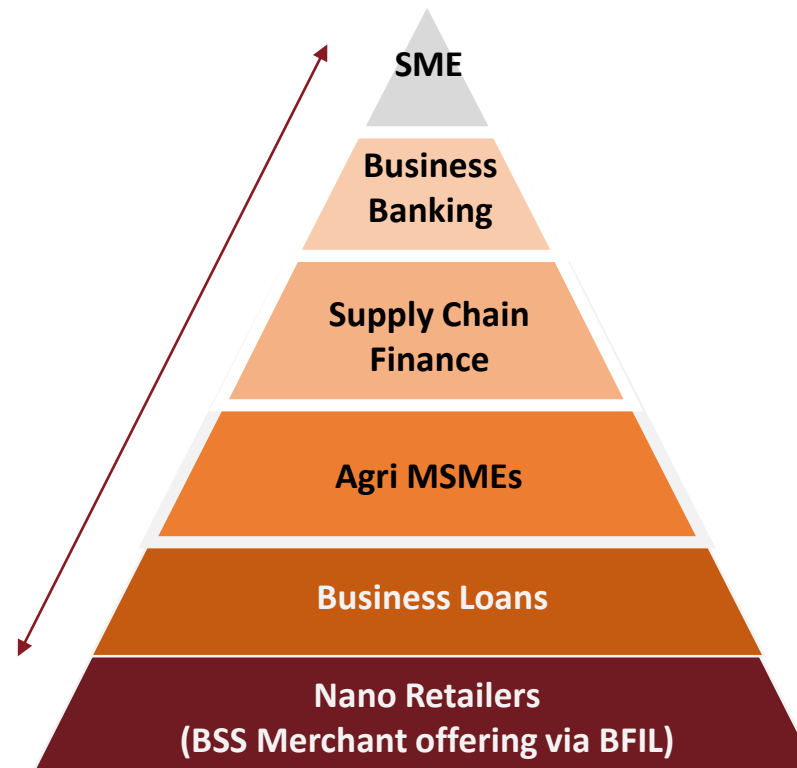 SME
Business
Banking
Supply Chain
Finance
Agri MSMEs
Business Loans
Nano Retailers
(BSS Merchant offering via BFIL)